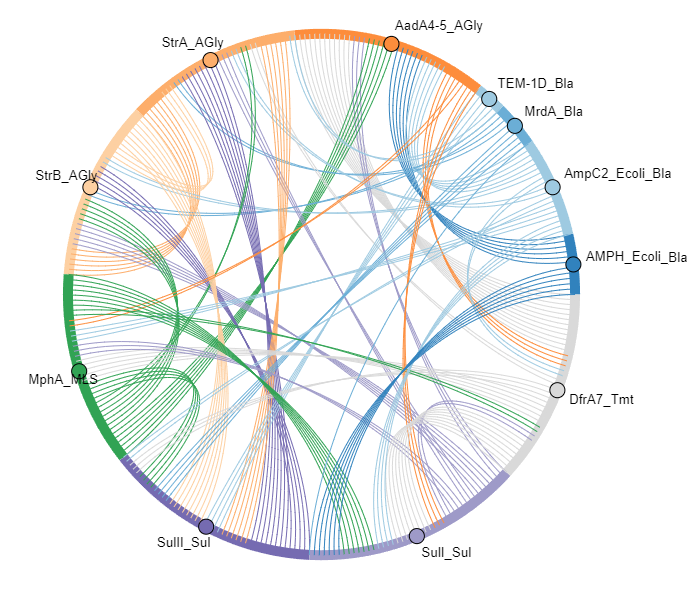 AadA4-5_AGly
StrA_AGly
TEM-1D_Bla
MrdA_Bla
StrB_AGly
AmpC2_Ecoli_Bla
AMPH_Ecoli_Bla
MphA_MLS
DfrA7_Tmt
SulII_Sul
SulI_Sul